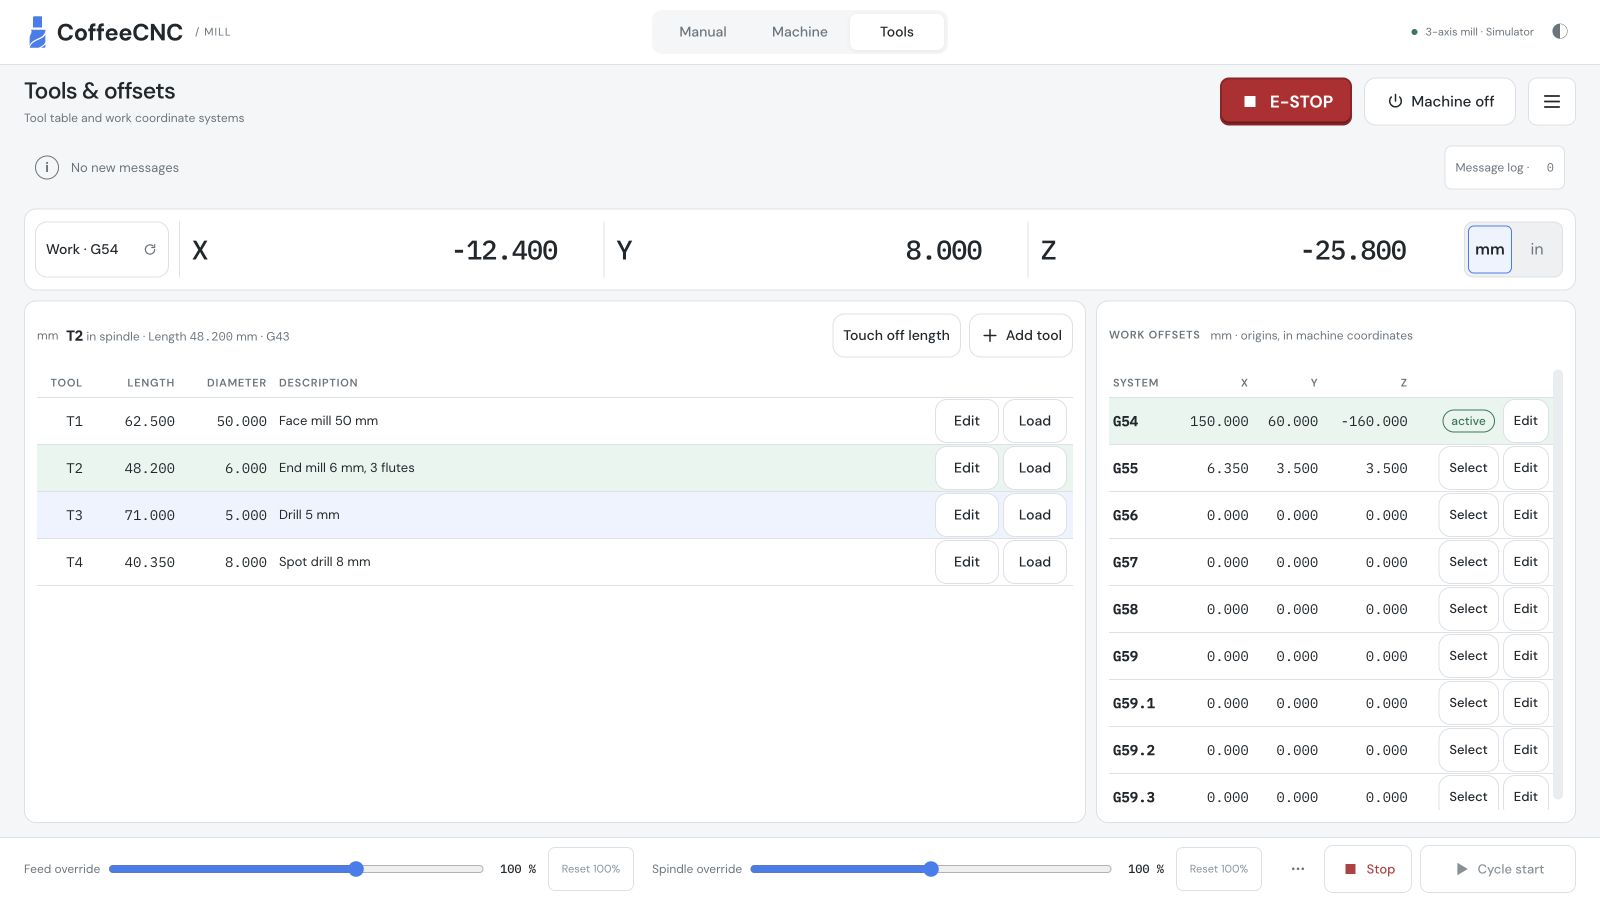 CoffeeCNC / MILL
Manual Machine Tools
3-axis mill · Simulator
Tools & offsets
Tool table and work coordinate systems
E-STOP Machine off
i No new messages
Message log · 0
Work · G54 X -12.400 Y 8.000 Z -25.800 mm in
mm T2 in spindle · Length 48.200 mm · G43
Touch off length Add tool
TOOL LENGTH DIAMETER DESCRIPTION
T1 62.500 50.000 Face mill 50 mm Edit Load
T2 48.200 6.000 End mill 6 mm, 3 flutes Edit Load
T3 71.000 5.000 Drill 5 mm Edit Load
T4 40.350 8.000 Spot drill 8 mm Edit Load
WORK OFFSETS mm · origins, in machine coordinates
SYSTEM X Y Z
G54 150.000 60.000 -160.000 active Edit
G55 6.350 3.500 3.500 Select Edit
G56 0.000 0.000 0.000 Select Edit
G57 0.000 0.000 0.000 Select Edit
G58 0.000 0.000 0.000 Select Edit
G59 0.000 0.000 0.000 Select Edit
G59.1 0.000 0.000 0.000 Select Edit
G59.2 0.000 0.000 0.000 Select Edit
G59.3 0.000 0.000 0.000 Select Edit
Feed override 100 % Reset 100% Spindle override 100 % Reset 100% ··· Stop Cycle start